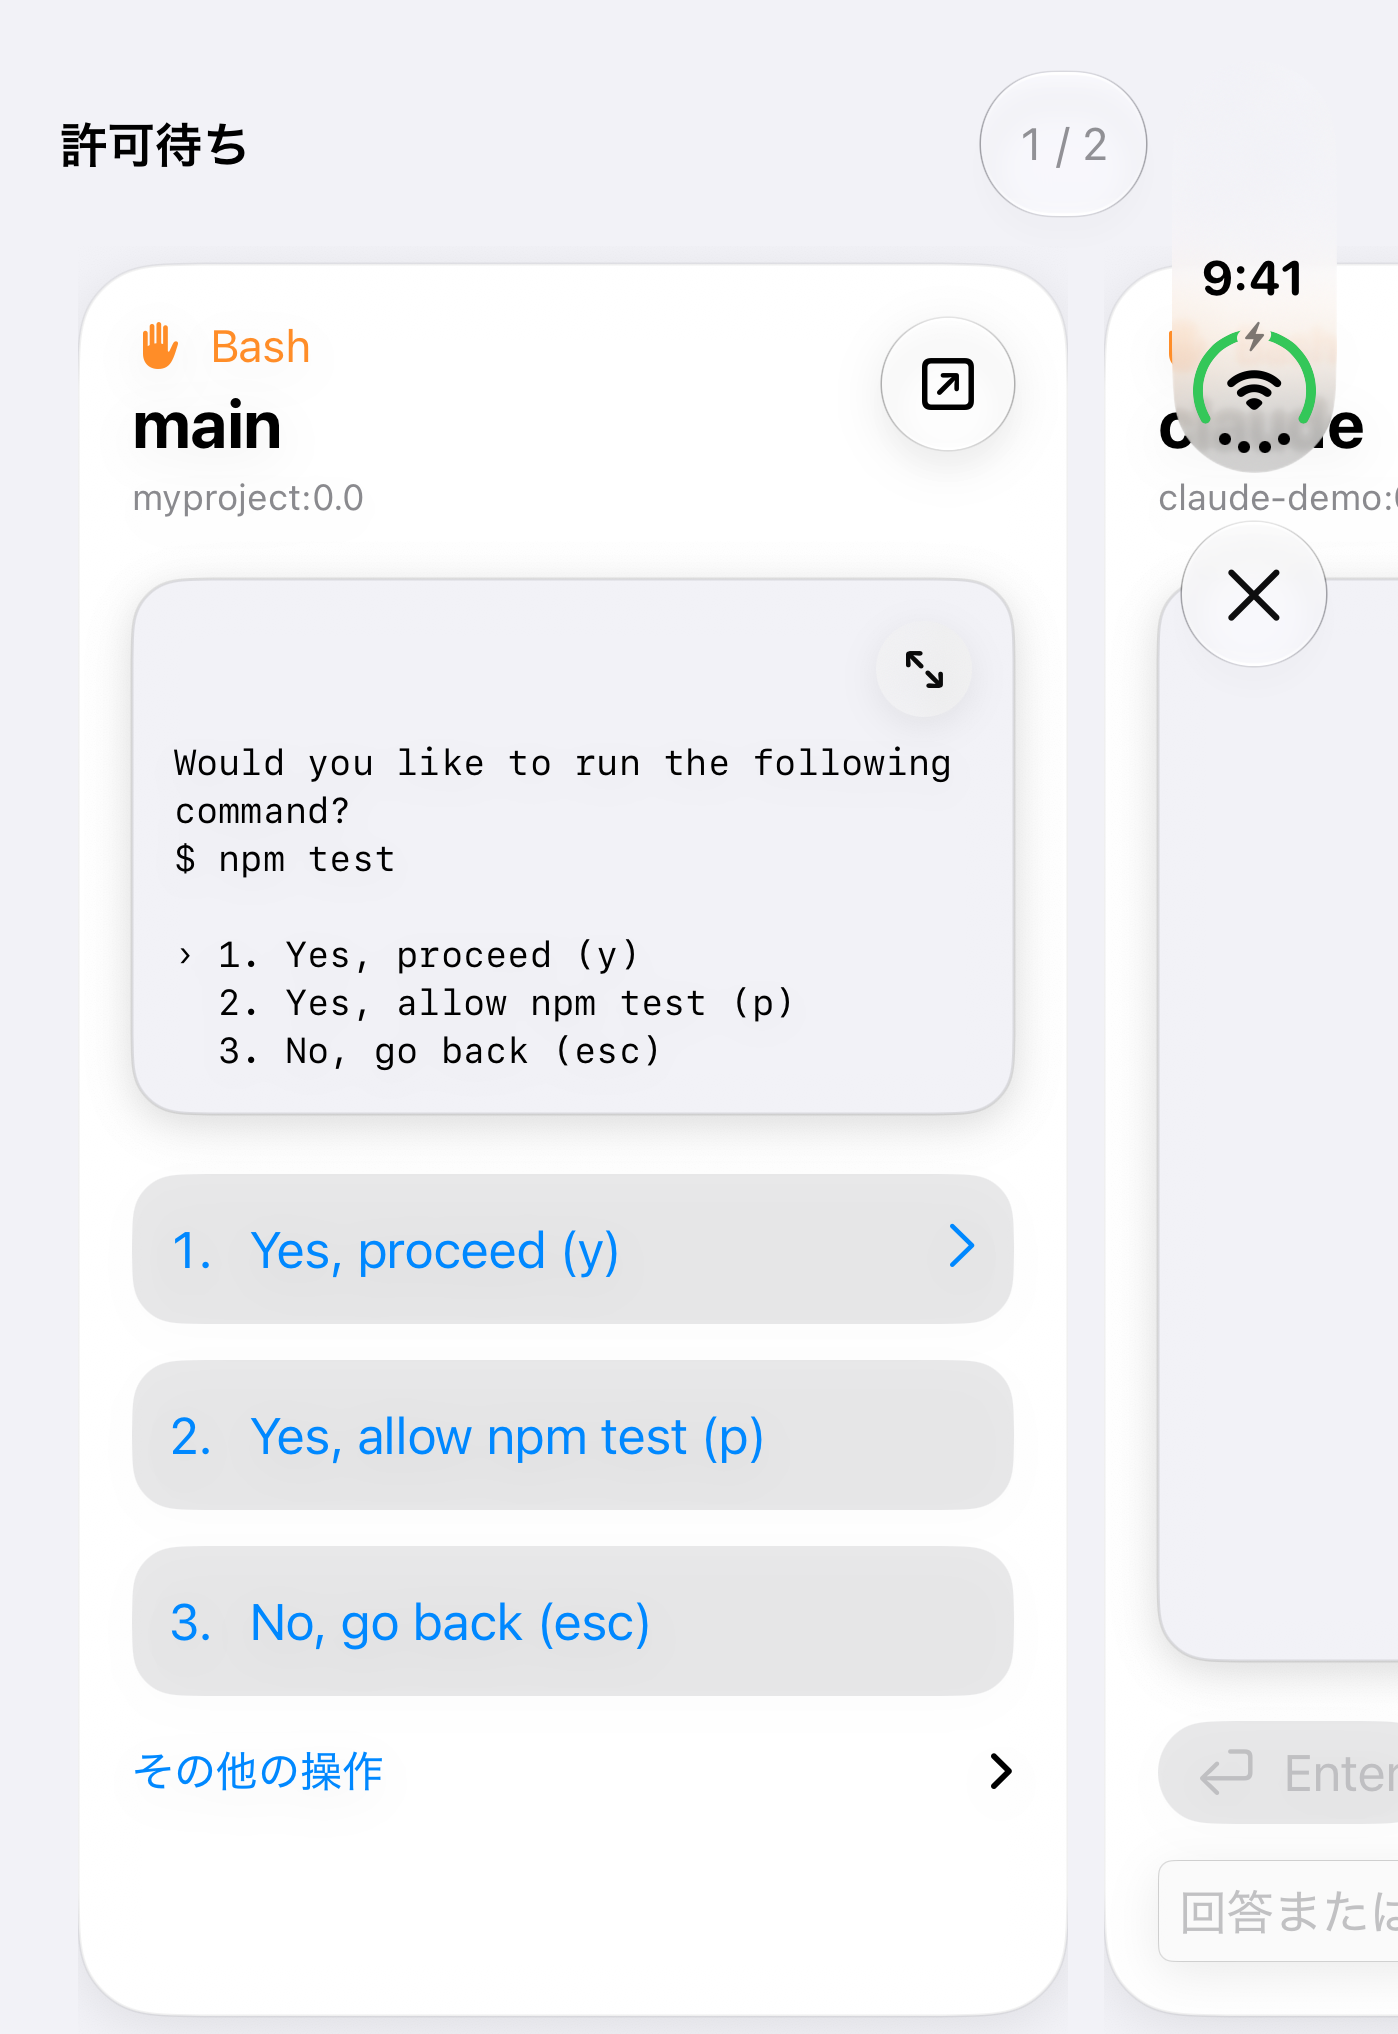 許可待ち
1 / 2
9:41
Bash
main
myproject:0.0
Would you like to run the following
command?
$ npm test
› 1. Yes, proceed (y)
2. Yes, allow npm test (p)
3. No, go back (esc)
1. Yes, proceed (y)
2. Yes, allow npm test (p)
3. No, go back (esc)
その他の操作
claude-demo:
Enter
回答または